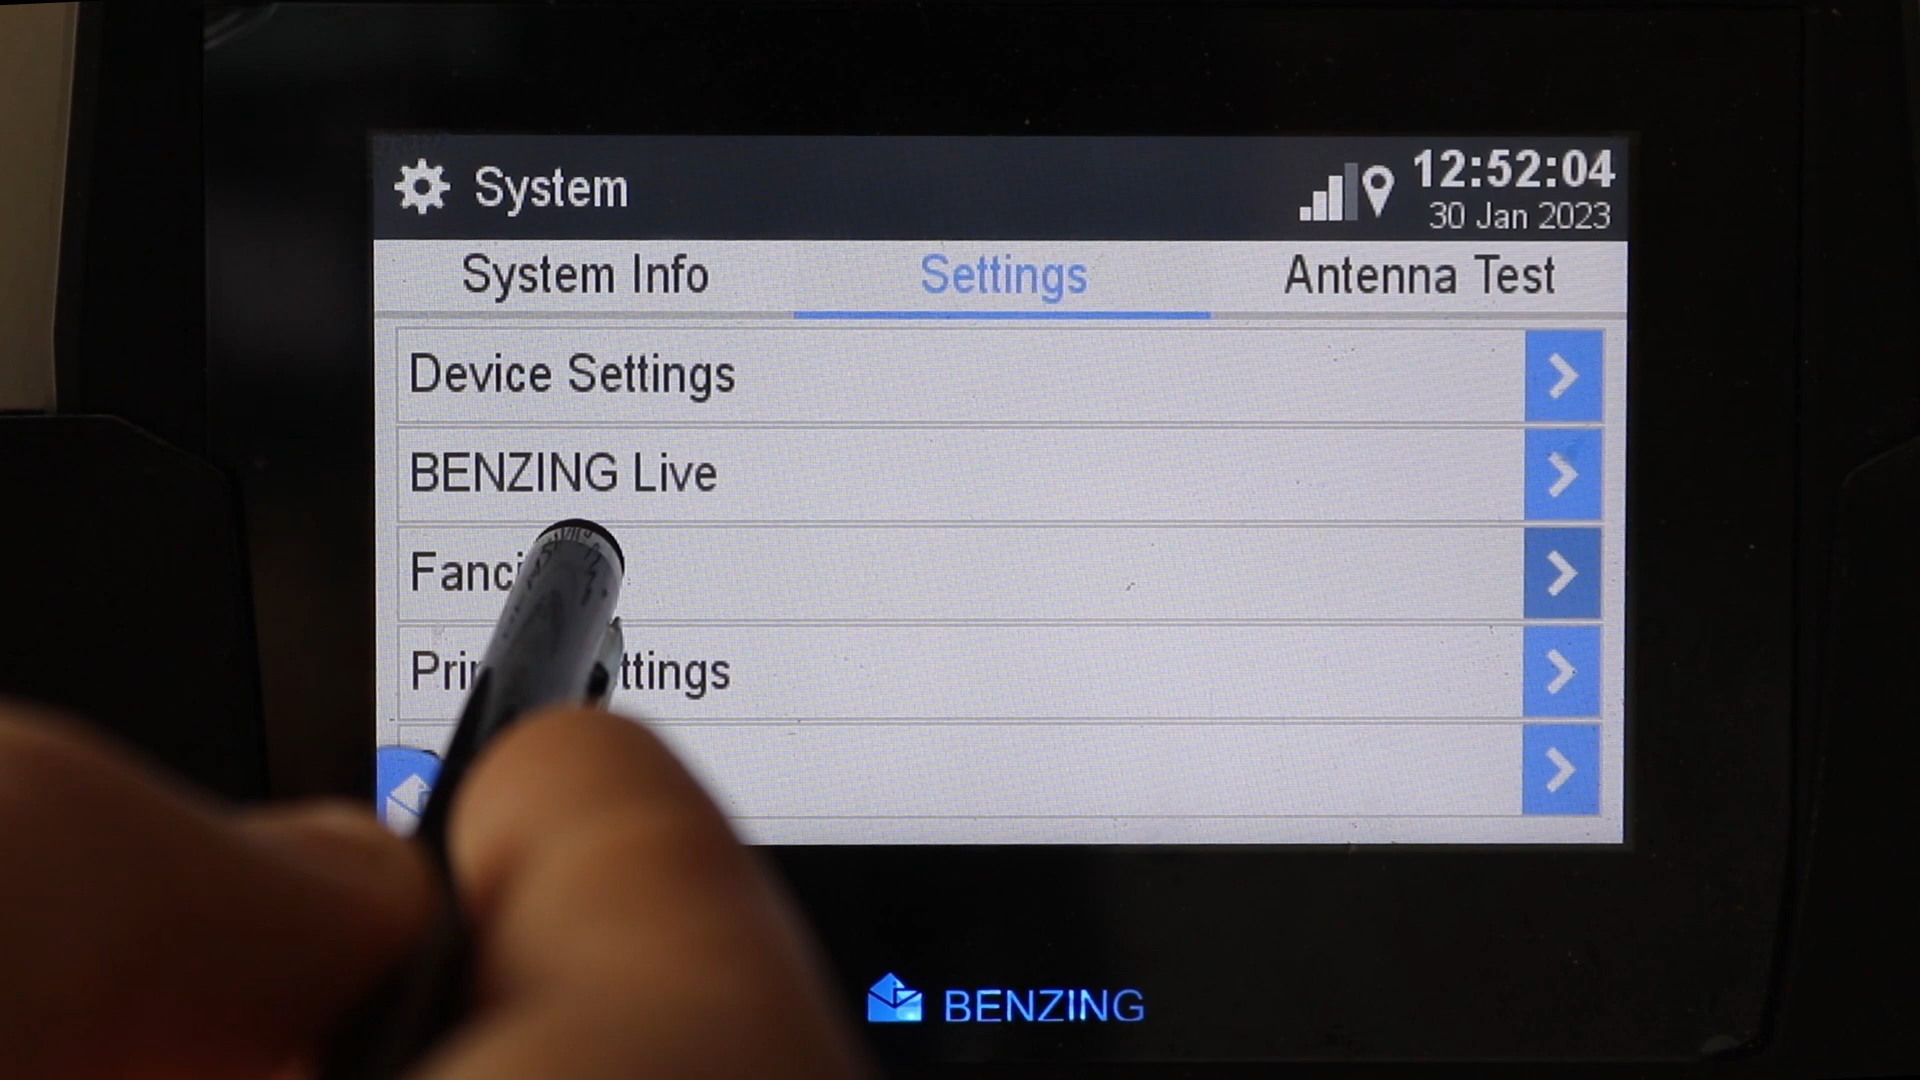 System
12:52:04
30 Jan 2023
System Info
Settings
Antenna Test
Device Settings
BENZING Live
BENZING